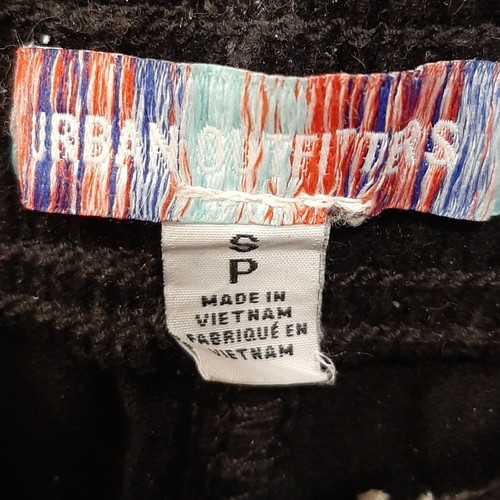 URBAN OUTFITTERS
S
P
MADE IN
VIETNAM
FABRIQUÉ EN
VIETNAM